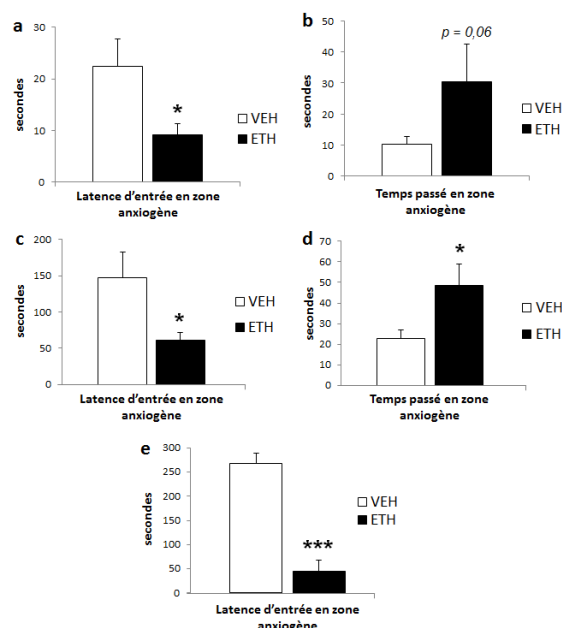 a
30
20
10
0
secondes
*
VEH
ETH
Latence d'entrée en zone
anxiogène
b
50
40
30
20
10
0
secondes
p = 0,06
VEH
ETH
Temps passé en zone
anxiogène
c
200
150
100
50
0
secondes
*
VEH
ETH
Latence d'entrée en zone
anxiogène
d
70
60
50
40
30
20
10
0
secondes
*
VEH
ETH
Temps passé en zone
anxiogène
e
300
250
200
150
100
50
0
secondes
***
VEH
ETH
Latence d'entrée en zone
anxiogène